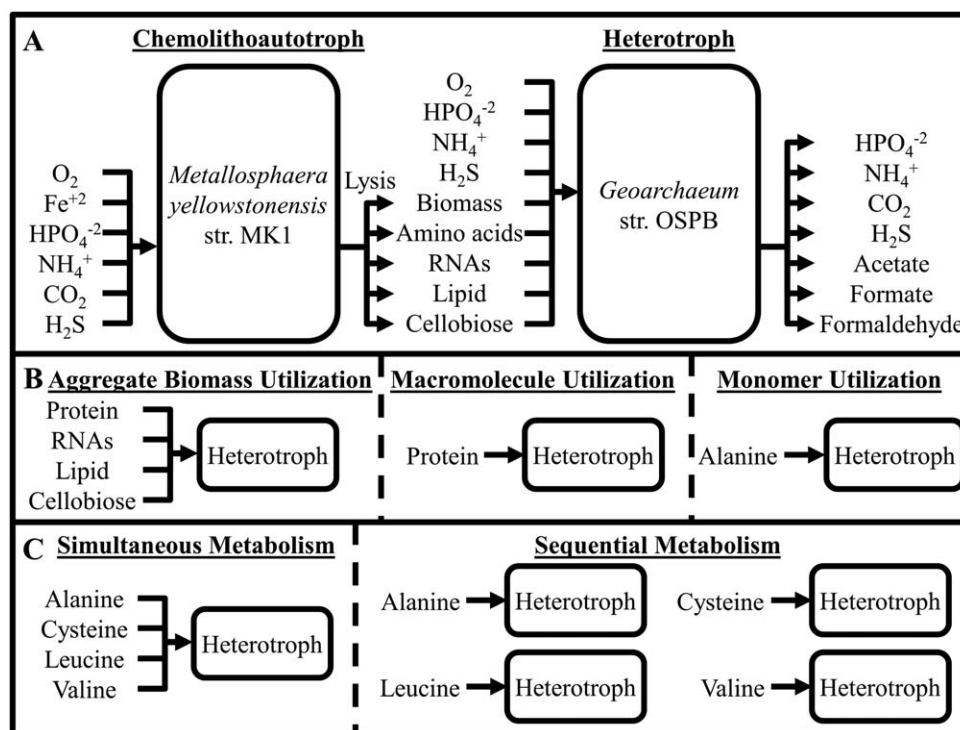 A
Chemolithoautotroph
Heterotroph
O₂
Fe⁺²
HPO₄⁻²
NH₄⁺
CO₂
H₂S
Metallosphaera
yellowstonensis
str. MK1
Lysis
O₂
HPO₄⁻²
NH₄⁺
H₂S
Biomass
Amino acids
RNAs
Lipid
Cellobiose
Geoarchaeum
str. OSPB
HPO₄⁻²
NH₄⁺
CO₂
H₂S
Acetate
Formate
Formaldehyde
B
Aggregate Biomass Utilization
Protein
RNAs
Lipid
Cellobiose
Heterotroph
Macromolecule Utilization
Protein
Heterotroph
Monomer Utilization
Alanine
Heterotroph
C
Simultaneous Metabolism
Alanine
Cysteine
Leucine
Valine
Heterotroph
Sequential Metabolism
Alanine
Heterotroph
Cysteine
Heterotroph
Leucine
Heterotroph
Valine
Heterotroph